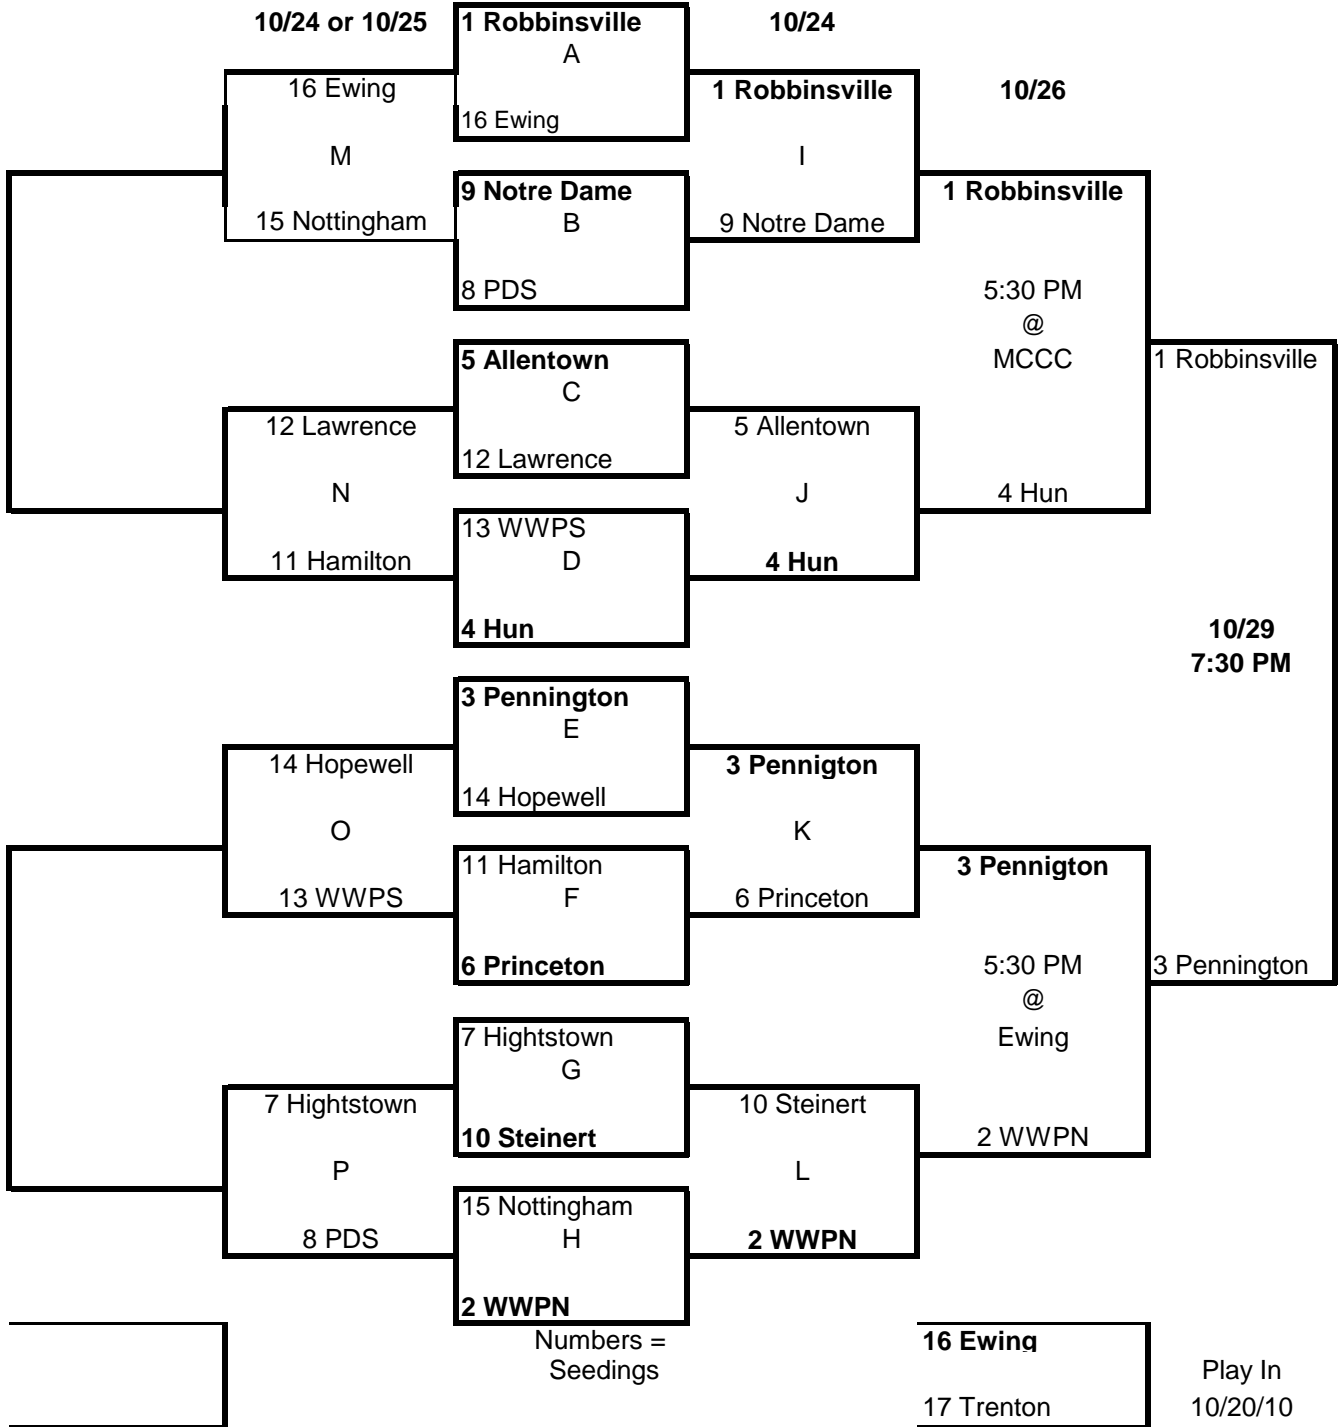 10/24 or 10/25
1 Robbinsville
10/24
A
16 Ewing
1 Robbinsville
10/26
16 Ewing
M
I
9 Notre Dame
1 Robbinsville
15 Nottingham
B
9 Notre Dame
8 PDS
5:30 PM
@
5 Allentown
MCCC
1 Robbinsville
C
12 Lawrence
5 Allentown
12 Lawrence
N
J
4 Hun
13 WWPS
11 Hamilton
D
4 Hun
4 Hun
10/29
7:30 PM
3 Pennington
E
14 Hopewell
3 Pennigton
14 Hopewell
O
K
11 Hamilton
3 Pennigton
13 WWPS
F
6 Princeton
6 Princeton
5:30 PM
3 Pennington
@
7 Hightstown
Ewing
G
7 Hightstown
10 Steinert
10 Steinert
2 WWPN
P
L
15 Nottingham
8 PDS
H
2 WWPN
2 WWPN
Numbers =
16 Ewing
Seedings
Play In
17 Trenton
10/20/10